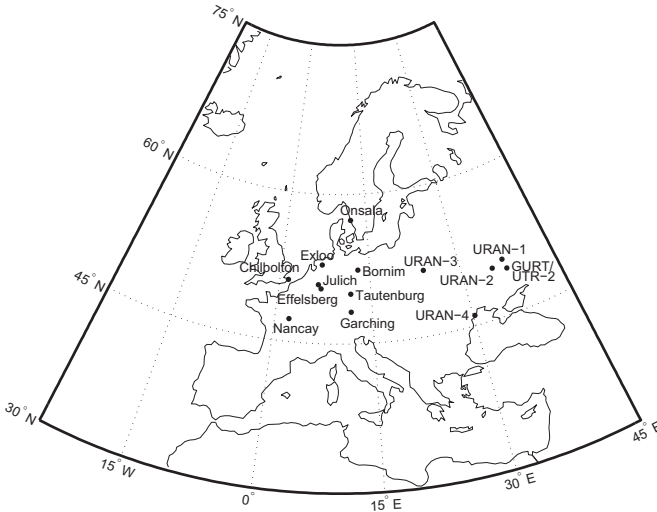 75°N
60°N
Onsala
Exloo
URAN−3
URAN−1
Chilbolton
Bornim
GURT/
Julich
URAN−2
UTR−2
45°N
Effelsberg
Tautenburg
Nancay
Garching
URAN−4
30°N
45°E
15°W
0°
15°E
30°E